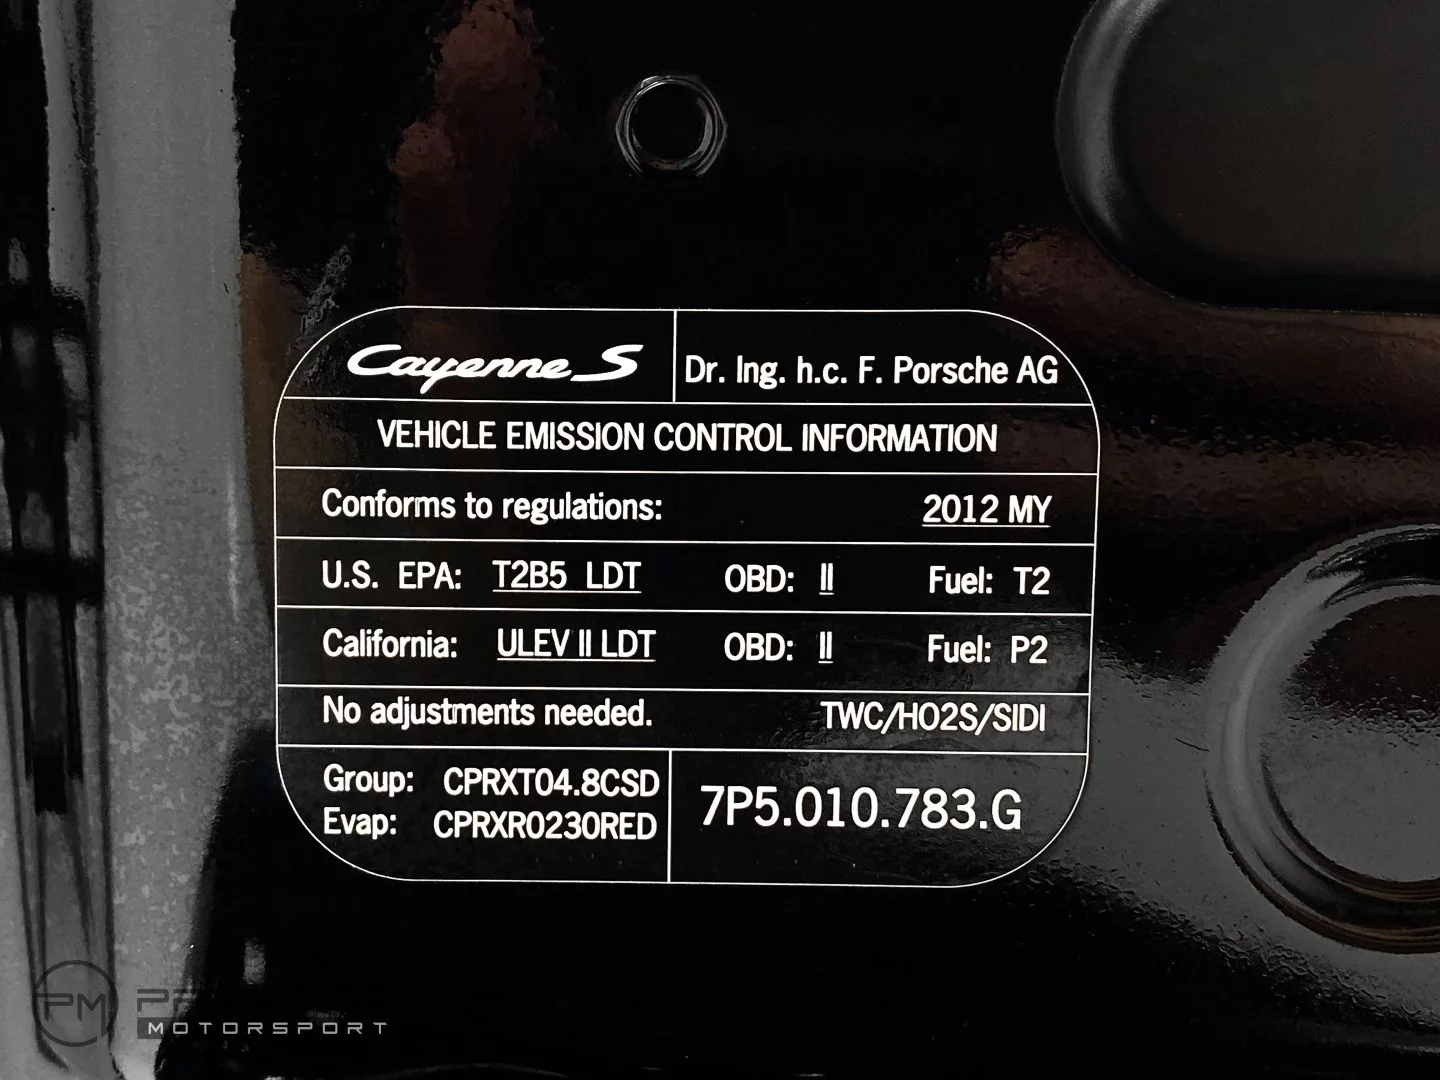 Cayenne S Dr. Ing. h.c. F. Porsche AG
VEHICLE EMISSION CONTROL INFORMATION
Conforms to regulations: 2012 MY
U.S. EPA: T2B5 LDT OBD: II Fuel: T2
California: ULEV II LDT OBD: II Fuel: P2
No adjustments needed. TWC/HO2S/SIDI
Group: CPRXT04.8CSD
Evap: CPRXR0230RED
7P5.010.783.G
PM
MOTORSPORT